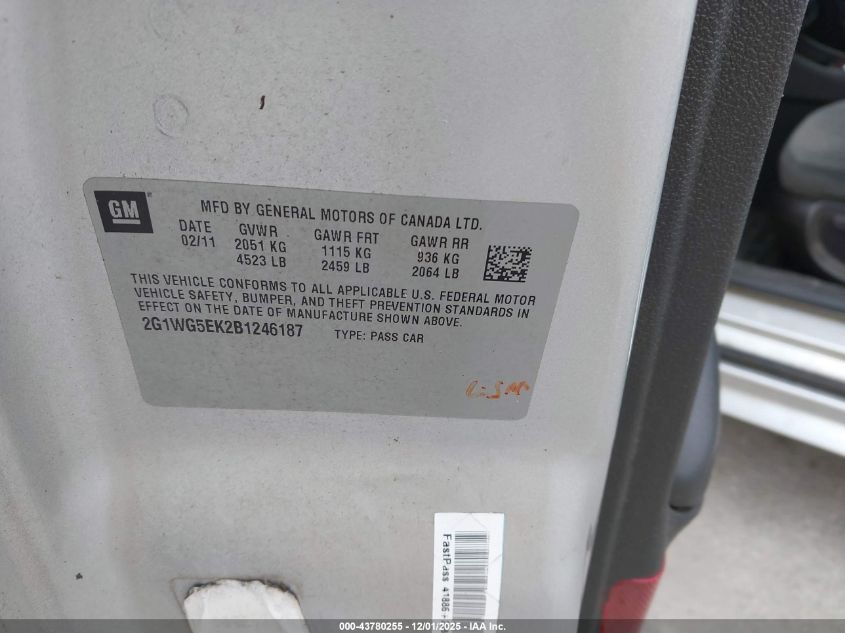 GM
MFD BY GENERAL MOTORS OF CANADA LTD.
DATE GVWR GAWR FRT GAWR RR
02/11 2051 KG 1115 KG 936 KG
4523 LB 2459 LB 2064 LB
THIS VEHICLE CONFORMS TO ALL APPLICABLE U.S. FEDERAL MOTOR
VEHICLE SAFETY, BUMPER, AND THEFT PREVENTION STANDARDS IN
EFFECT ON THE DATE OF MANUFACTURE SHOWN ABOVE.
2G1WG5EK2B1246187 TYPE: PASS CAR
FastPass
000-43780255 - 12/01/2025 - IAA Inc.